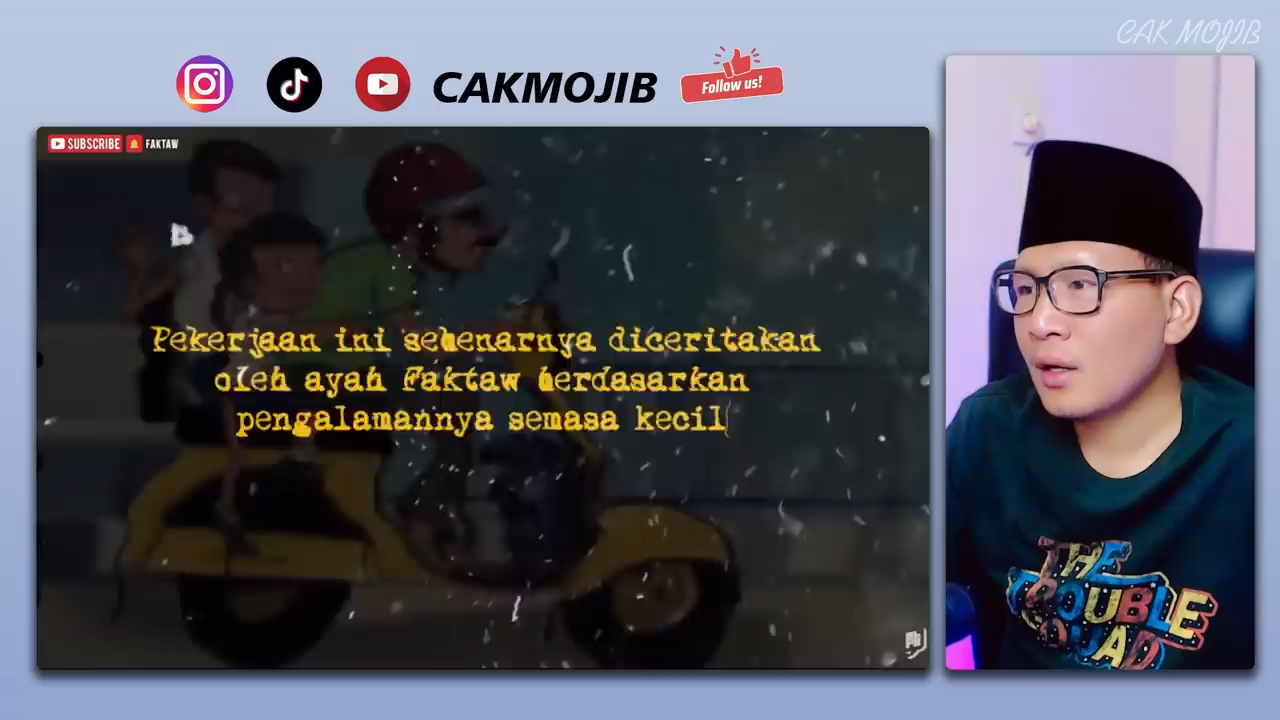 CAK MOJIB
CAKMOJIB
Follow us!
SUBSCRIBE
FAKTAW
Pekerjaan ini sebenarnya diceritakan
oleh ayah Faktaw berdasarkan
pengalamannya semasa kecil
THE
TROUBLE
SQUAD